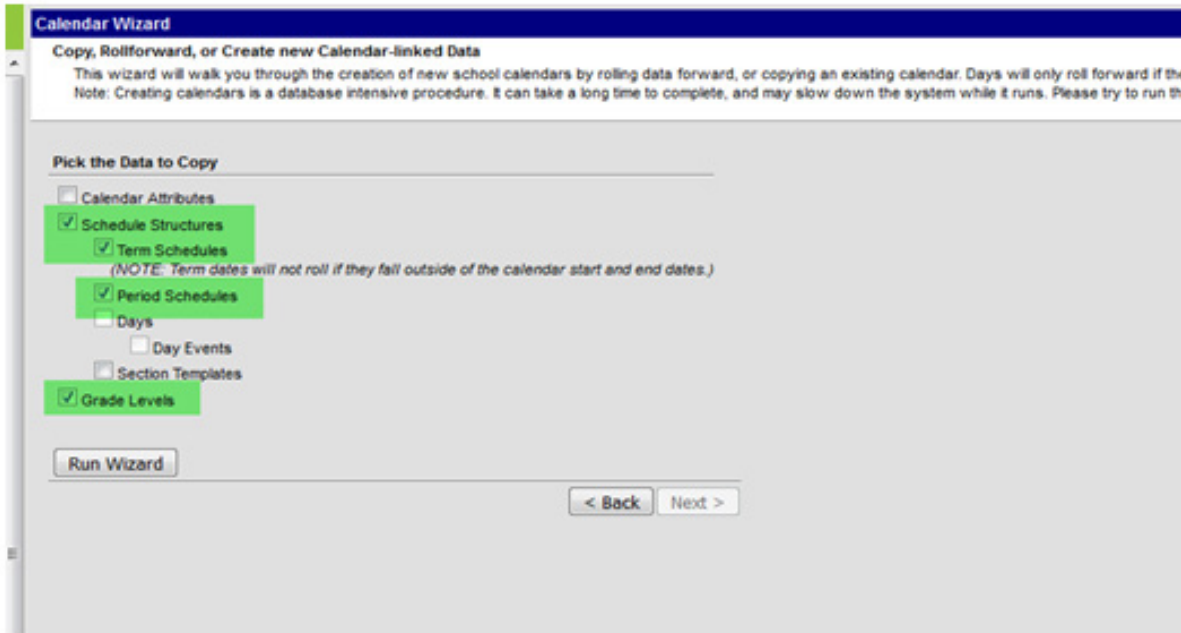 Calendar Wizard
Copy, Rollforward, or Create new Calendar-linked Data
This wizard will walk you through the creation of new school calendars by rolling data forward, or copying an existing calendar. Days will only roll forward if the
Note: Creating calendars is a database intensive procedure. It can take a long time to complete, and may slow down the system while it runs. Please try to run th
Pick the Data to Copy
Calendar Attributes
Schedule Structures
Term Schedules
(NOTE: Term dates will not roll if they fall outside of the calendar start and end dates.)
Period Schedules
Days
Day Events
Section Templates
Grade Levels
Run Wizard
< Back Next >